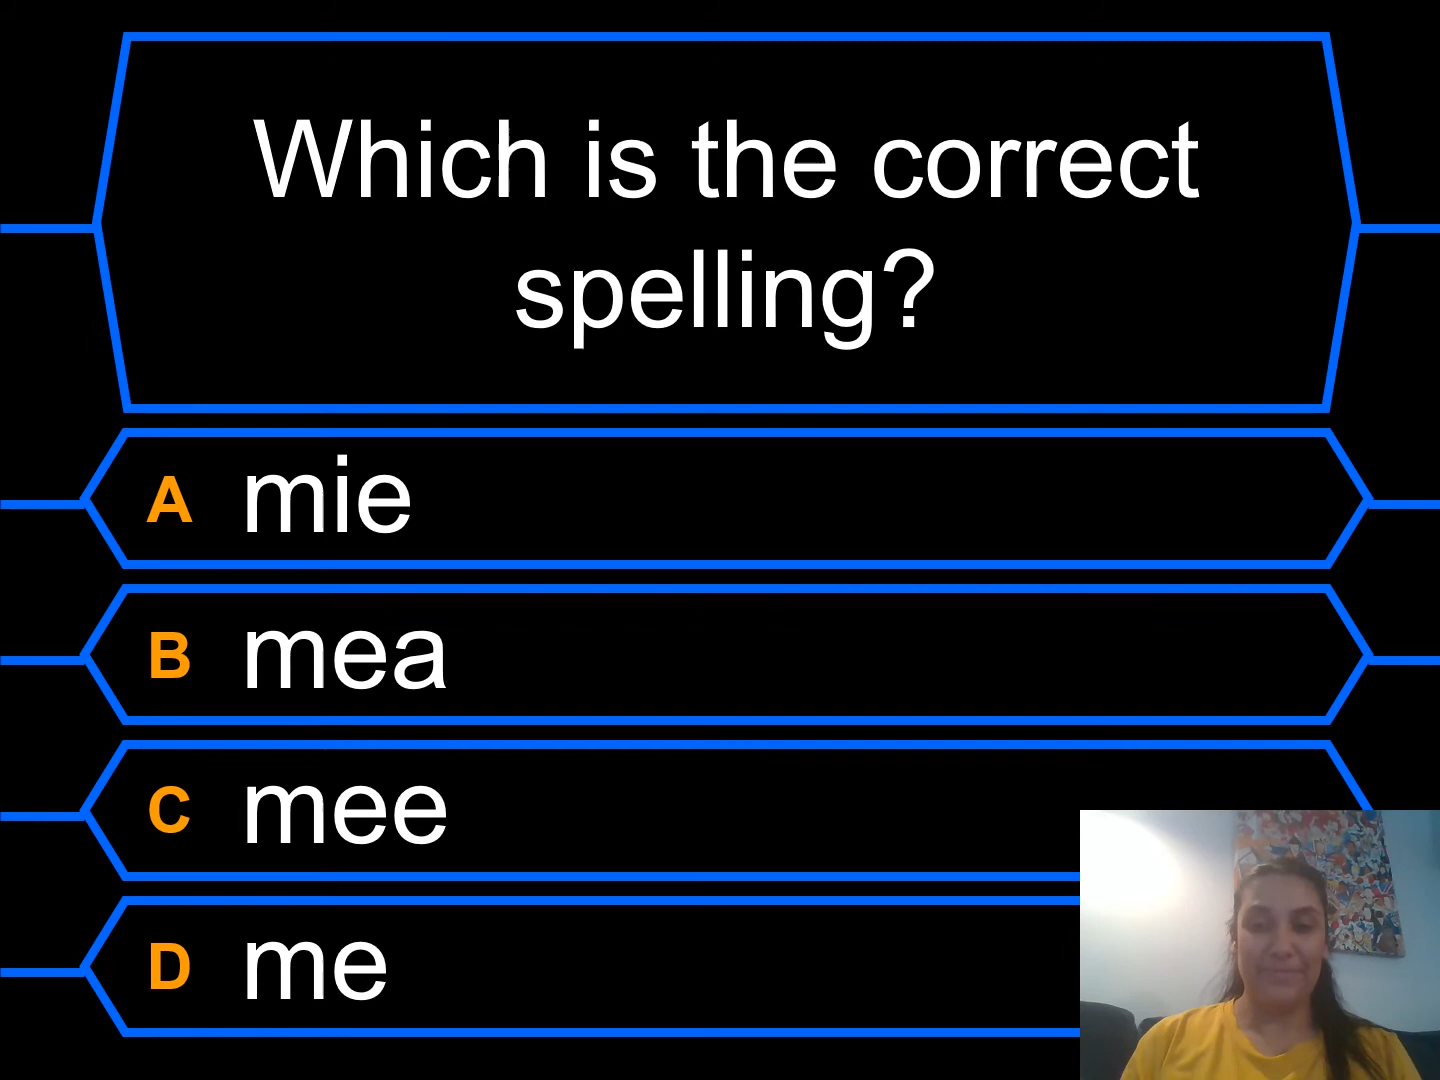 Which is the correct
spelling?
A mie
B mea
C mee
D me